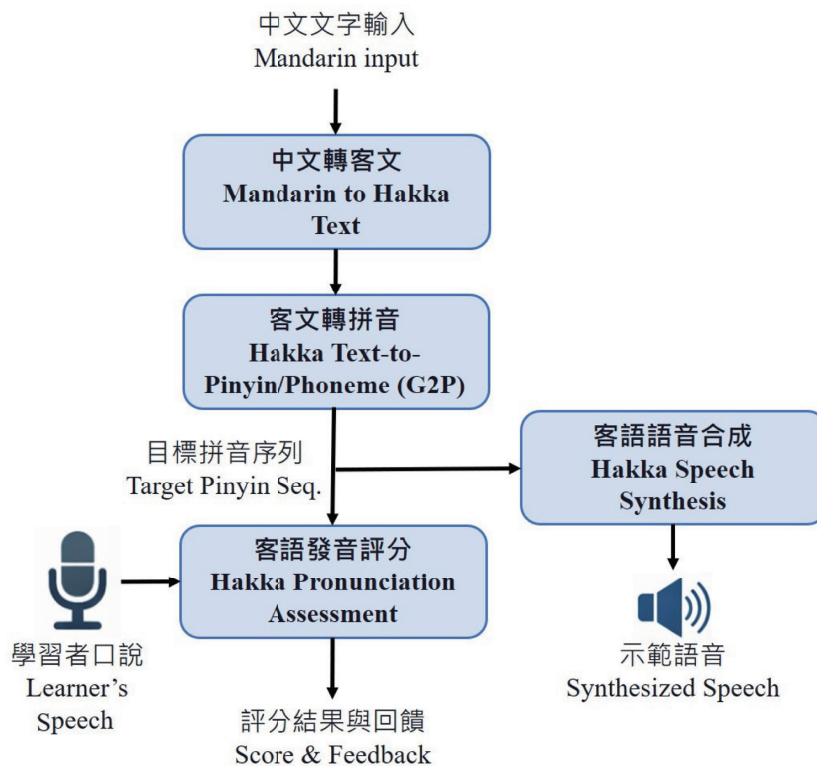 中文文字輸入
Mandarin input
中文轉客文
Mandarin to Hakka
Text
客文轉拼音
Hakka Text-to-
Pinyin/Phoneme (G2P)
目標拼音序列
Target Pinyin Seq.
客語語音合成
Hakka Speech
Synthesis
客語發音評分
Hakka Pronunciation
Assessment
學習者口說
Learner’s
Speech
示範語音
Synthesized Speech
評分結果與回饋
Score & Feedback